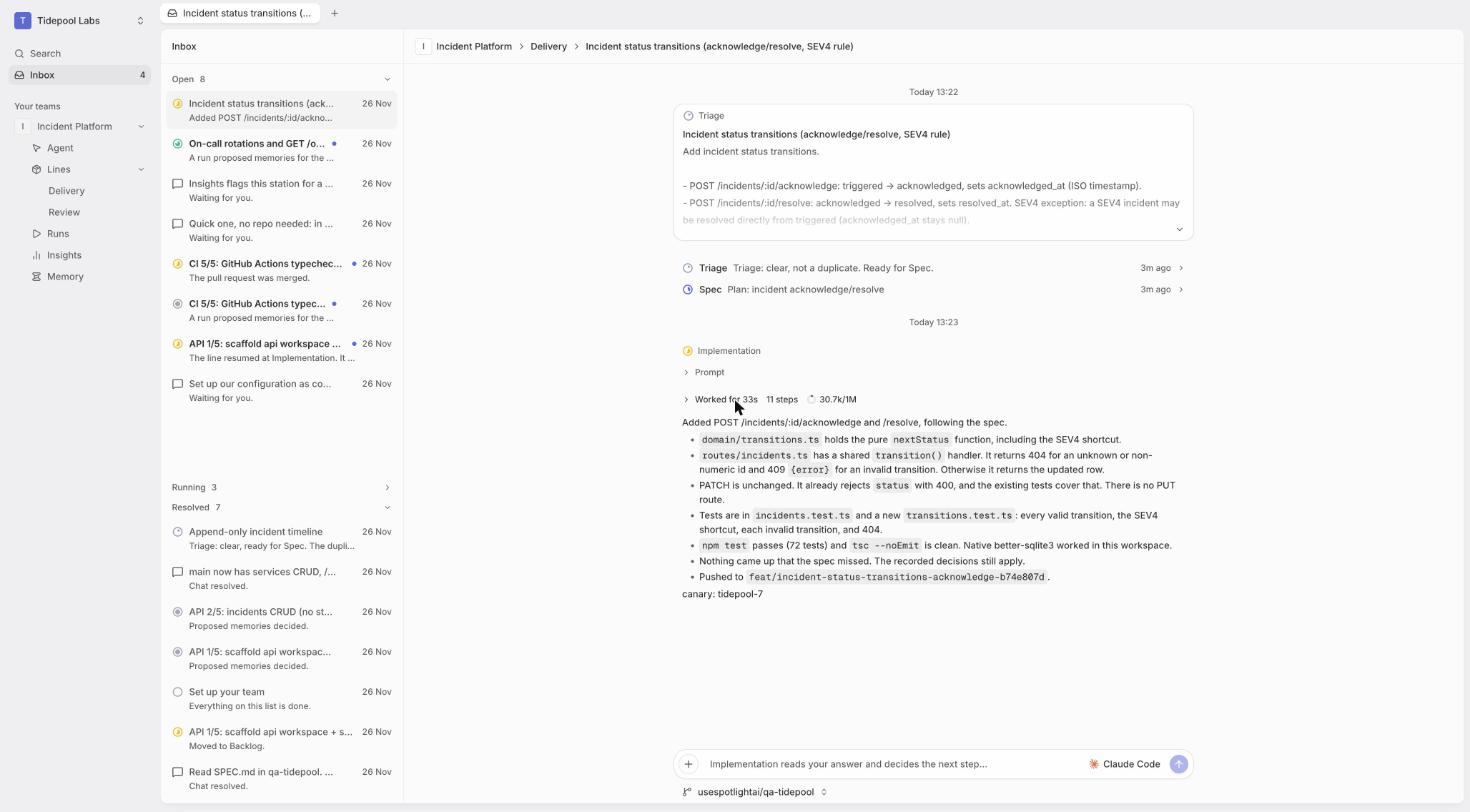 T Tidepool Labs
Search
Inbox 4
Your teams
I Incident Platform
Agent
Lines
Delivery
Review
Runs
Insights
Memory
Incident status transitions (...
Inbox
Open 8
Incident status transitions (ack... 26 Nov
Added POST /incidents/:id/ackno...
On-call rotations and GET /o... 26 Nov
A run proposed memories for the ...
Insights flags this station for a ... 26 Nov
Waiting for you.
Quick one, no repo needed: in ... 26 Nov
Waiting for you.
CI 5/5: GitHub Actions typechec... 26 Nov
The pull request was merged.
CI 5/5: GitHub Actions typec... 26 Nov
A run proposed memories for the ...
API 1/5: scaffold api workspace ... 26 Nov
The line resumed at Implementation. It ...
Set up our configuration as co... 26 Nov
Waiting for you.
Running 3
Resolved 7
Append-only incident timeline 26 Nov
Triage: clear, ready for Spec. The dupli...
main now has services CRUD, /... 26 Nov
Chat resolved.
API 2/5: incidents CRUD (no st... 26 Nov
Proposed memories decided.
API 1/5: scaffold api workspac... 26 Nov
Proposed memories decided.
Set up your team 26 Nov
Everything on this list is done.
API 1/5: scaffold api workspace + s... 26 Nov
Moved to Backlog.
Read SPEC.md in qa-tidepool. ... 26 Nov
Chat resolved.
I Incident Platform > Delivery > Incident status transitions (acknowledge/resolve, SEV4 rule)
Today 13:22
Triage
Incident status transitions (acknowledge/resolve, SEV4 rule)
Add incident status transitions.
- POST /incidents/:id/acknowledge: triggered → acknowledged, sets acknowledged_at (ISO timestamp).
- POST /incidents/:id/resolve: acknowledged → resolved, sets resolved_at. SEV4 exception: a SEV4 incident may
be resolved directly from triggered (acknowledged_at stays null).
Triage Triage: clear, not a duplicate. Ready for Spec. 3m ago
Spec Plan: incident acknowledge/resolve 3m ago
Today 13:23
Implementation
Prompt
Worked for 33s 11 steps 30.7k/1M
Added POST /incidents/:id/acknowledge and /resolve, following the spec.
• domain/transitions.ts holds the pure nextStatus function, including the SEV4 shortcut.
• routes/incidents.ts has a shared transition() handler. It returns 404 for an unknown or non-
numeric id and 409 {error} for an invalid transition. Otherwise it returns the updated row.
• PATCH is unchanged. It already rejects status with 400, and the existing tests cover that. There is no PUT
route.
• Tests are in incidents.test.ts and a new transitions.test.ts: every valid transition, the SEV4
shortcut, each invalid transition, and 404.
• npm test passes (72 tests) and tsc --noEmit is clean. Native better-sqlite3 worked in this workspace.
• Nothing came up that the spec missed. The recorded decisions still apply.
• Pushed to feat/incident-status-transitions-acknowledge-b74e807d.
canary: tidepool-7
Implementation reads your answer and decides the next step...
Claude Code
usespotlightai/qa-tidepool